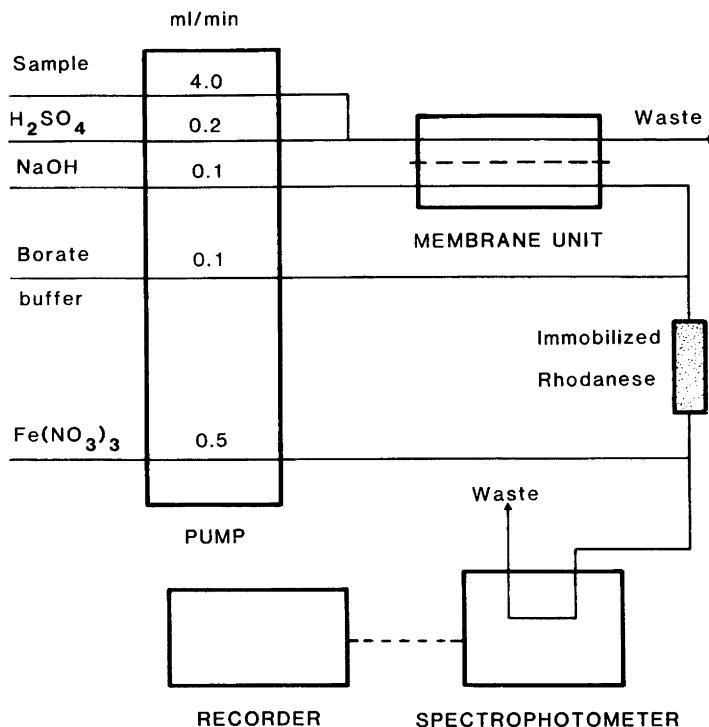 ml/min
Sample
4.0
H₂SO₄
0.2
Waste
NaOH
0.1
MEMBRANE UNIT
Borate
0.1
buffer
Immobilized
Rhodanese
Fe(NO₃)₃
0.5
Waste
PUMP
RECORDER
SPECTROPHOTOMETER